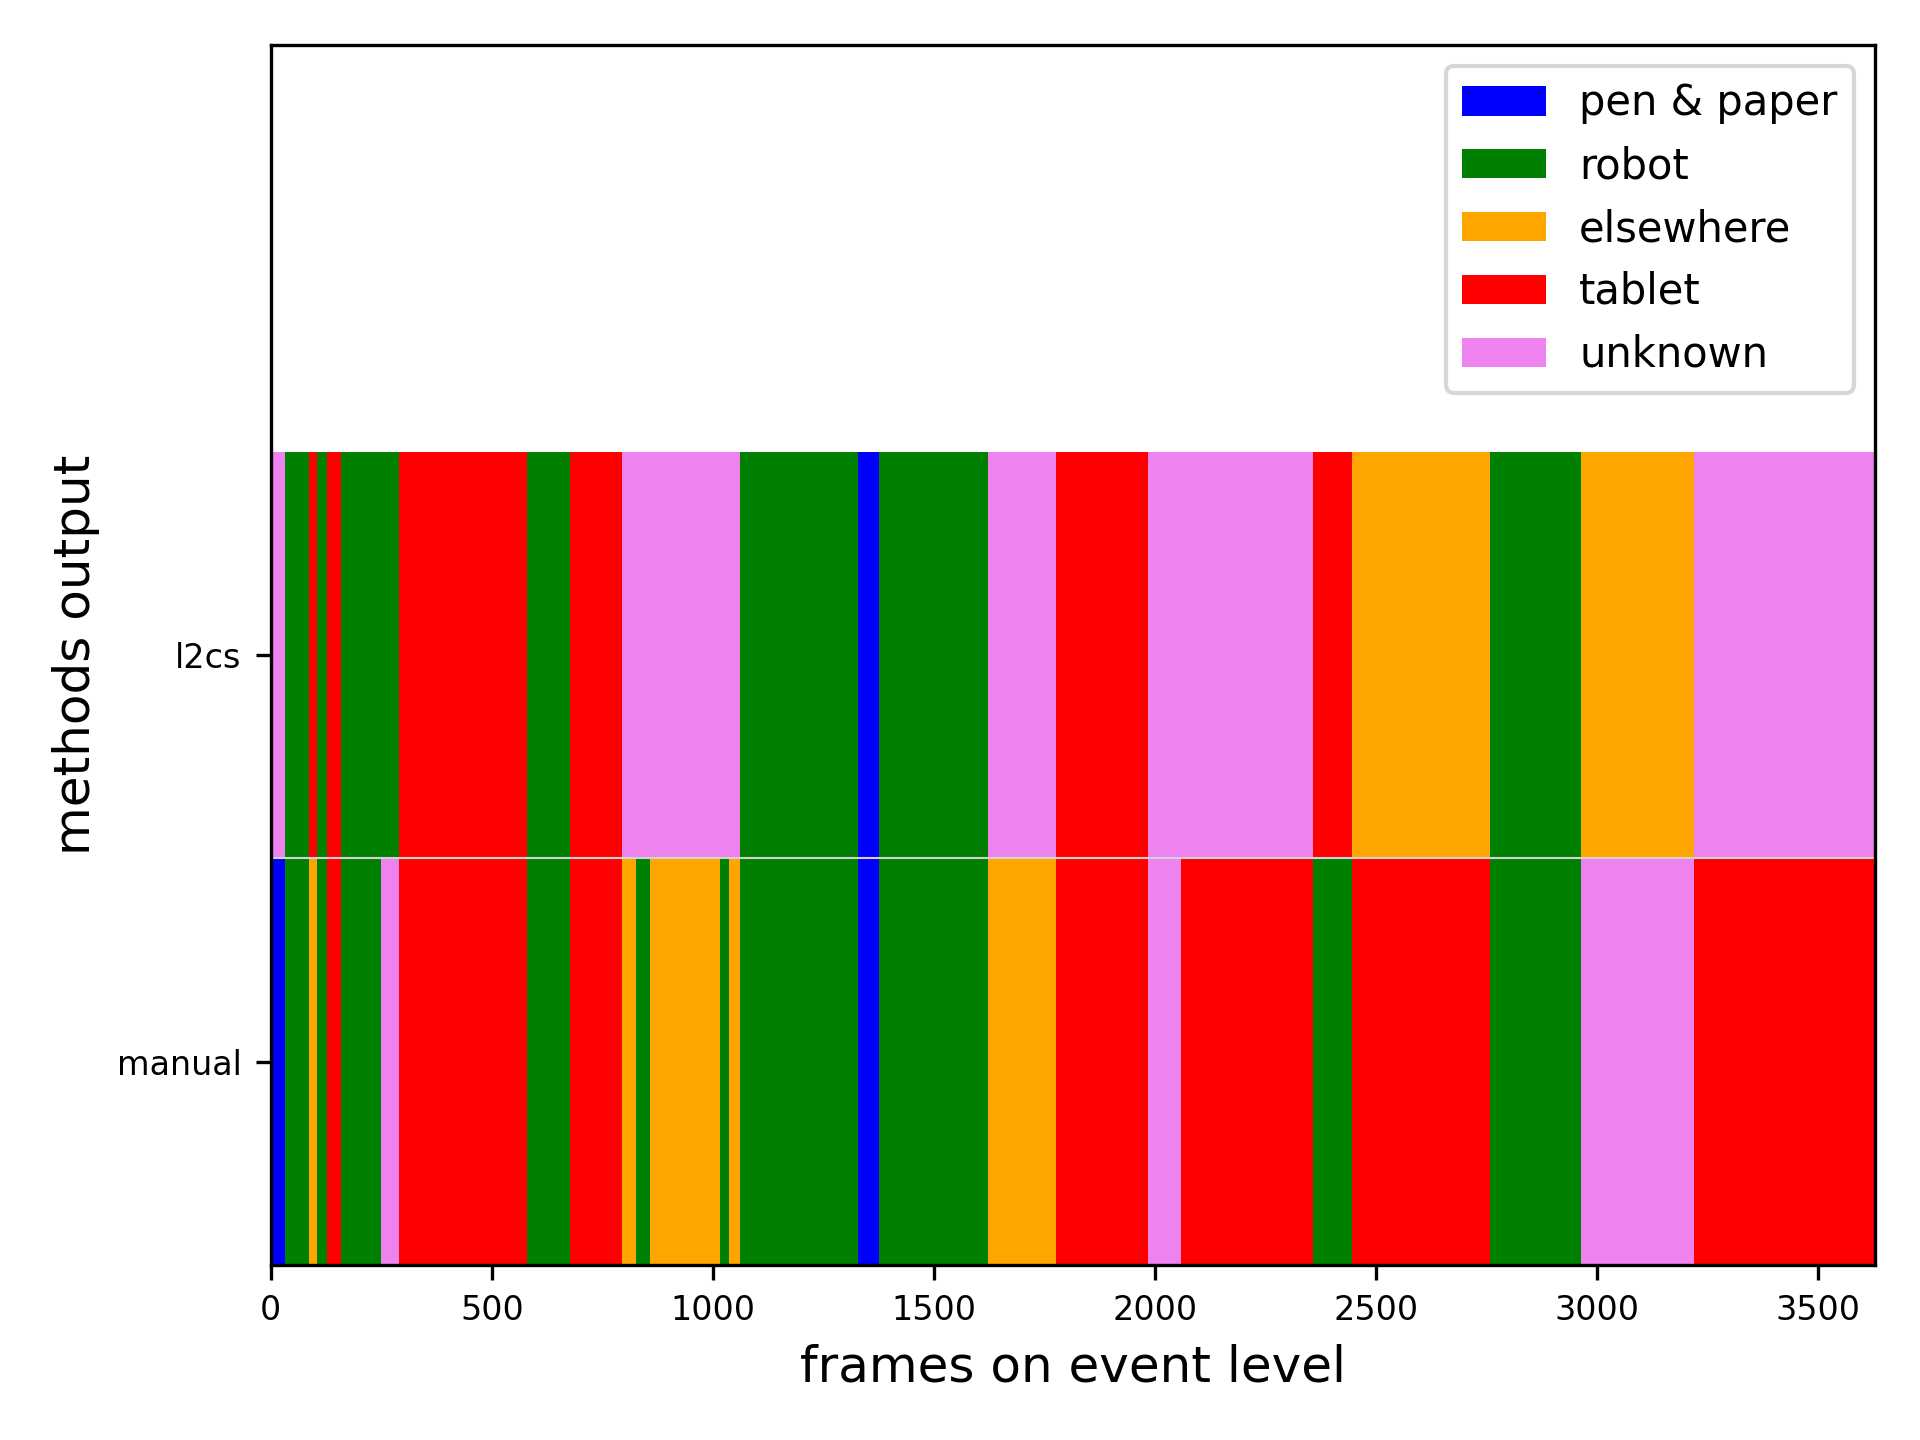 pen & paper
robot
elsewhere
tablet
unknown
methods output
l2cs
manual
0 500 1000 1500 2000 2500 3000 3500
frames on event level